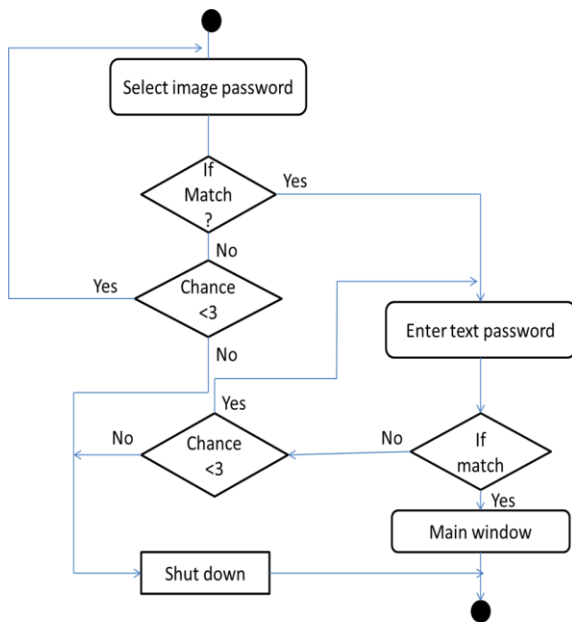 Select image password
If
Match
?
Yes
No
Yes
Chance
<3
No
Enter text password
Yes
No
Chance
<3
No
If
match
Yes
Main window
Shut down